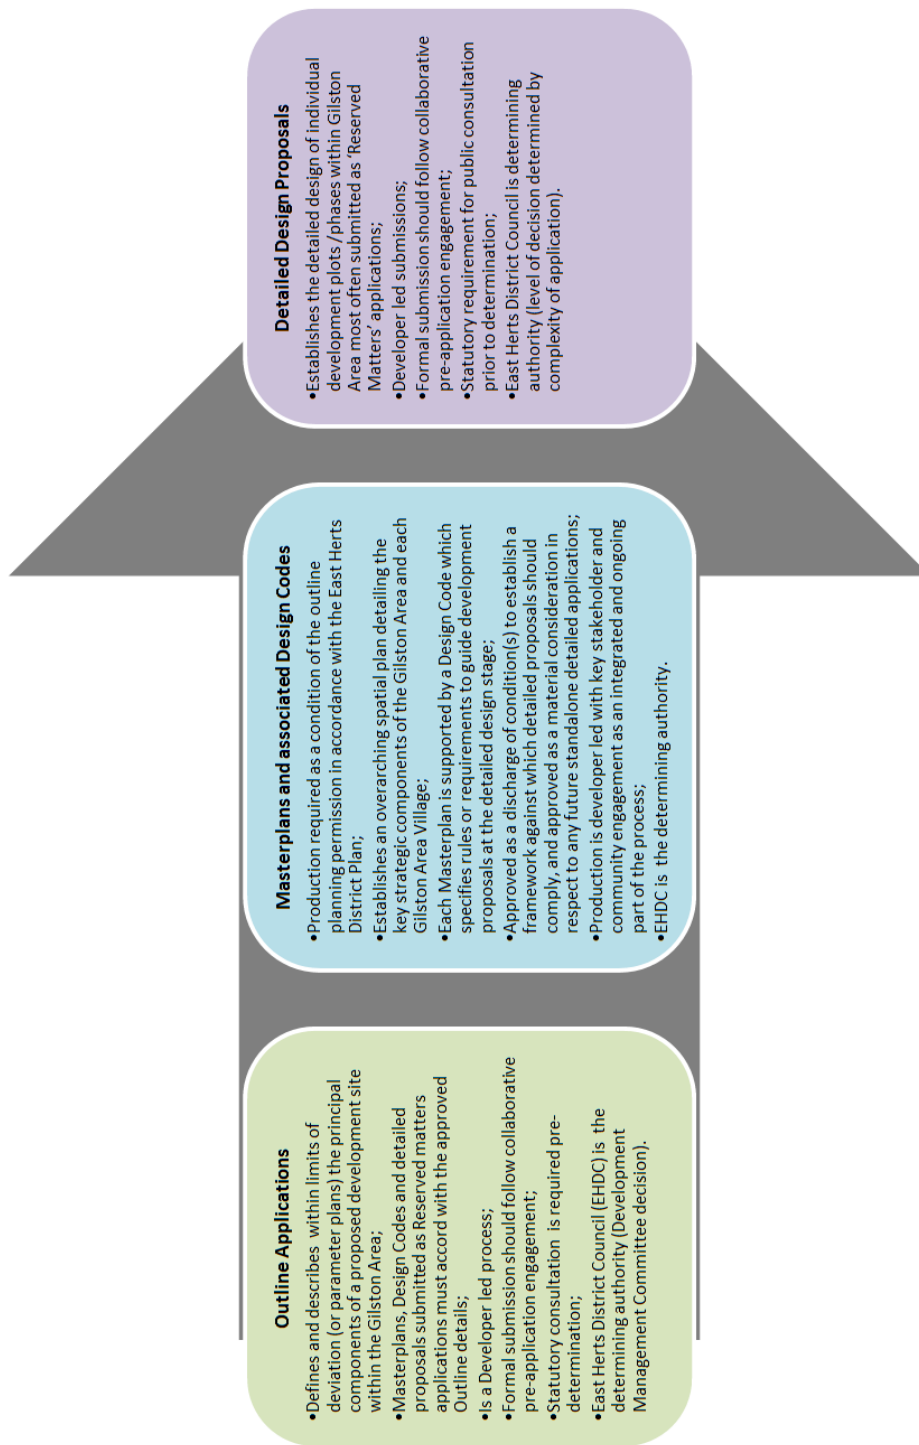 Outline Applications
•Defines and describes within limits of
deviation (or parameter plans) the principal
components of a proposed development site
within the Gilston Area;
•Masterplans, Design Codes and detailed
proposals submitted as Reserved matters
applications must accord with the approved
Outline details;
•Is a Developer led process;
•Formal submission should follow collaborative
pre-application engagement;
•Statutory consultation is required pre-
determination;
•East Herts District Council (EHDC) is the
determining authority (Development
Management Committee decision).
Masterplans and associated Design Codes
•Production required as a condition of the outline
planning permission in accordance with the East Herts
District Plan;
•Establishes an overarching spatial plan detailing the
key strategic components of the Gilston Area and each
Gilston Area Village;
•Each Masterplan is supported by a Design Code which
specifies rules or requirements to guide development
proposals at the detailed design stage;
•Approved as a discharge of condition(s) to establish a
framework against which detailed proposals should
comply, and approved as a material consideration in
respect to any future standalone detailed applications;
•Production is developer led with key stakeholder and
community engagement as an integrated and ongoing
part of the process;
•EHDC is the determining authority.
Detailed Design Proposals
•Establishes the detailed design of individual
development plots /phases within Gilston
Area most often submitted as ‘Reserved
Matters’ applications;
•Developer led submissions;
•Formal submission should follow collaborative
pre-application engagement;
•Statutory requirement for public consultation
prior to determination;
•East Herts District Council is determining
authority (level of decision determined by
complexity of application).